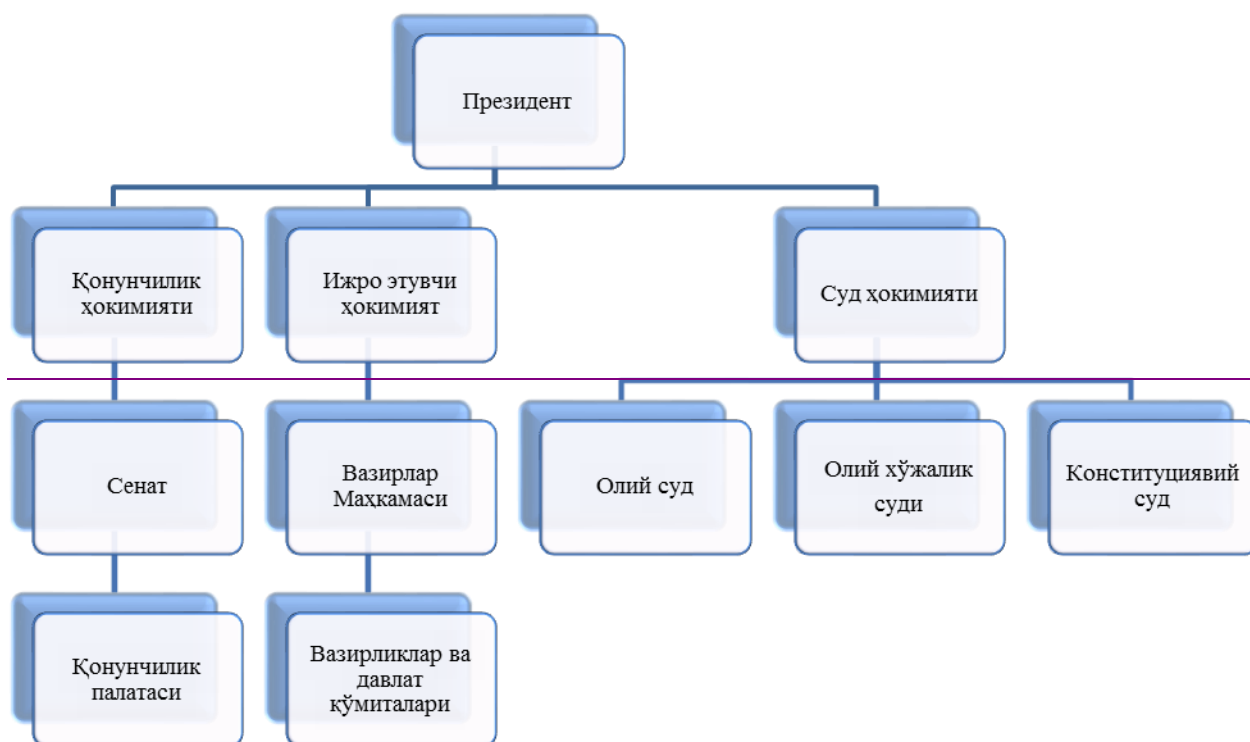 Президент
Қонунчилик
ҳокимияти
Ижро этувчи
ҳокимият
Суд ҳокимияти
Сенат
Вазирлар
Маҳкамаси
Олий суд
Олий хўжалик
суди
Конституциявий
суд
Қонунчилик
палатаси
Вазирликлар ва
давлат
қўмиталари